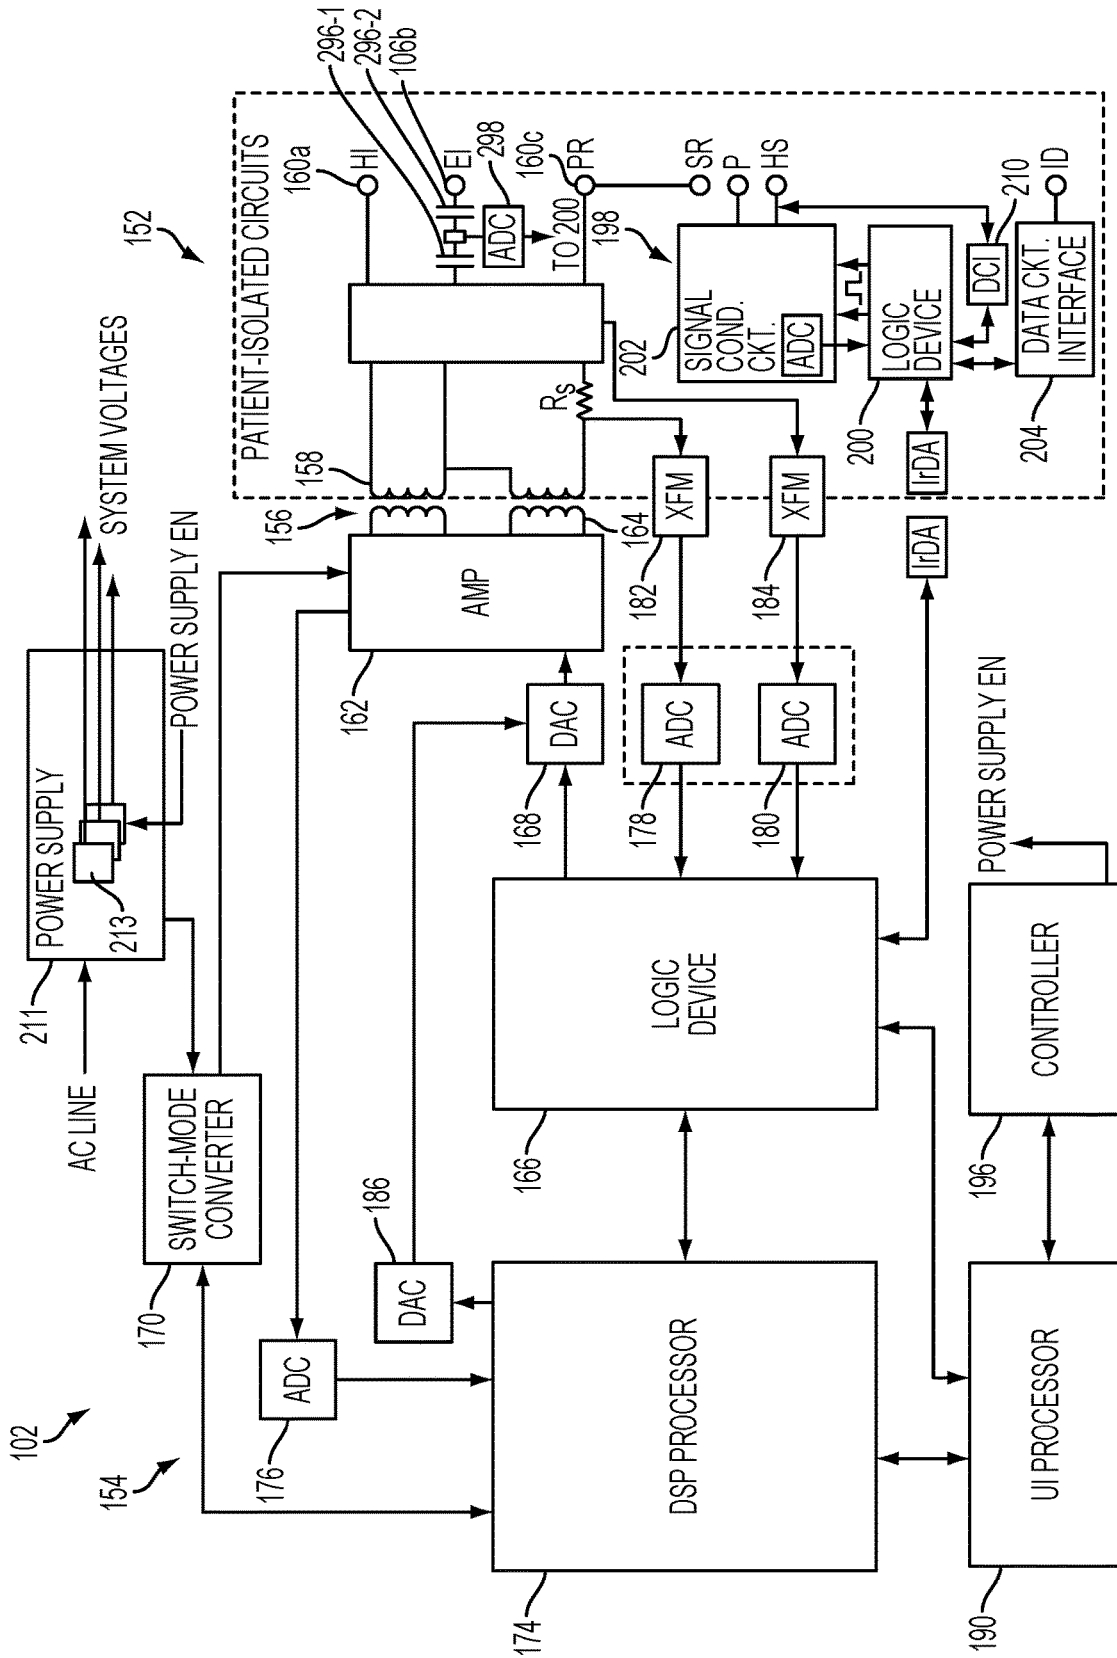 102
154
152
211
POWER SUPPLY
213
AC LINE
SYSTEM VOLTAGES
POWER SUPPLY EN
SWITCH-MODE
CONVERTER
170
PATIENT-ISOLATED CIRCUITS
160a
HI
296-1
296-2
106b
EI
298
ADC
TO 200
160c
PR
SR
P
HS
198
202
SIGNAL
COND.
CKT.
ADC
LOGIC
DEVICE
200
210
DCI
ID
DATA CKT.
INTERFACE
204
IrDA
IrDA
158
156
164
RS
AMP
162
XFM
182
XFM
184
ADC
178
ADC
180
DAC
168
DAC
186
ADC
176
LOGIC
DEVICE
166
DSP PROCESSOR
174
UI PROCESSOR
190
CONTROLLER
196
POWER SUPPLY EN